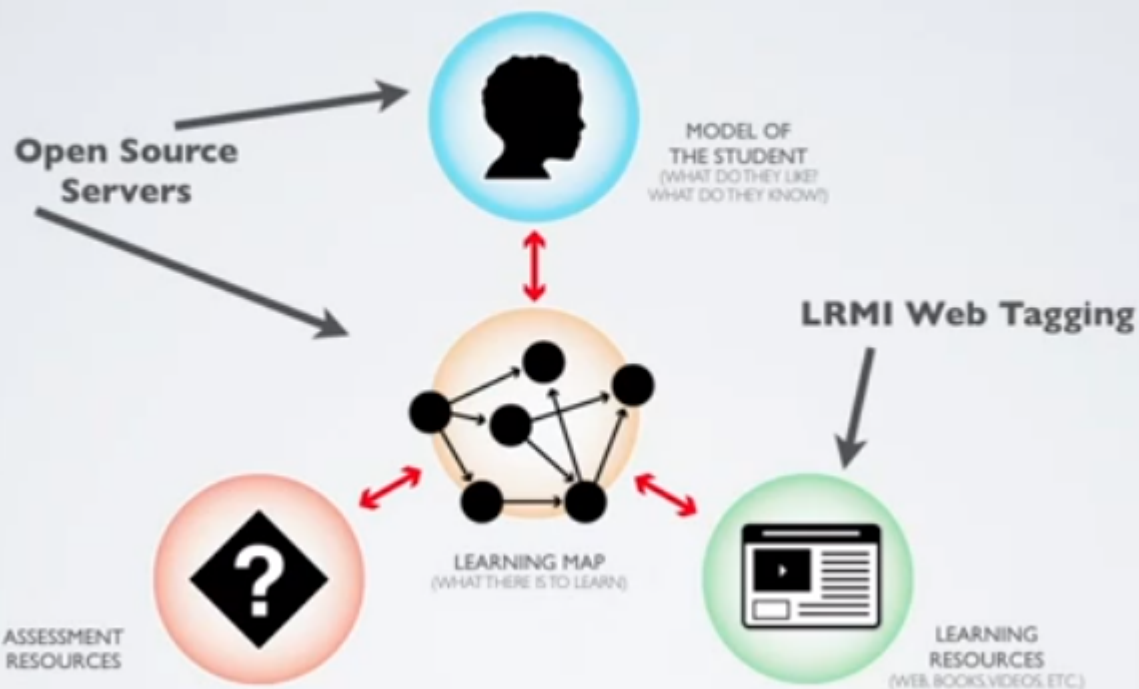 Open Source
Servers
MODEL OF
THE STUDENT
(WHAT DO THEY LIKE?
WHAT DO THEY KNOW?)
LRMI Web Tagging
?
LEARNING MAP
(WHAT THERE IS TO LEARN)
ASSESSMENT
RESOURCES
LEARNING
RESOURCES
(WEB, BOOKS, VIDEOS, ETC.)